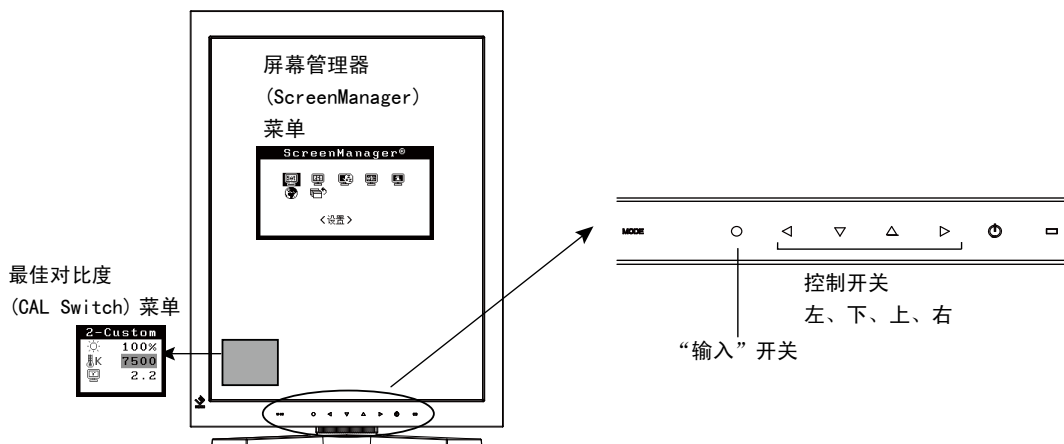 屏幕管理器
(ScreenManager)
菜单
ScreenManager®
<设置>
最佳对比度
(CAL Switch) 菜单
2-Custom
100%
K 7500
2.2
MODE
控制开关
左、下、上、右
“输入”开关